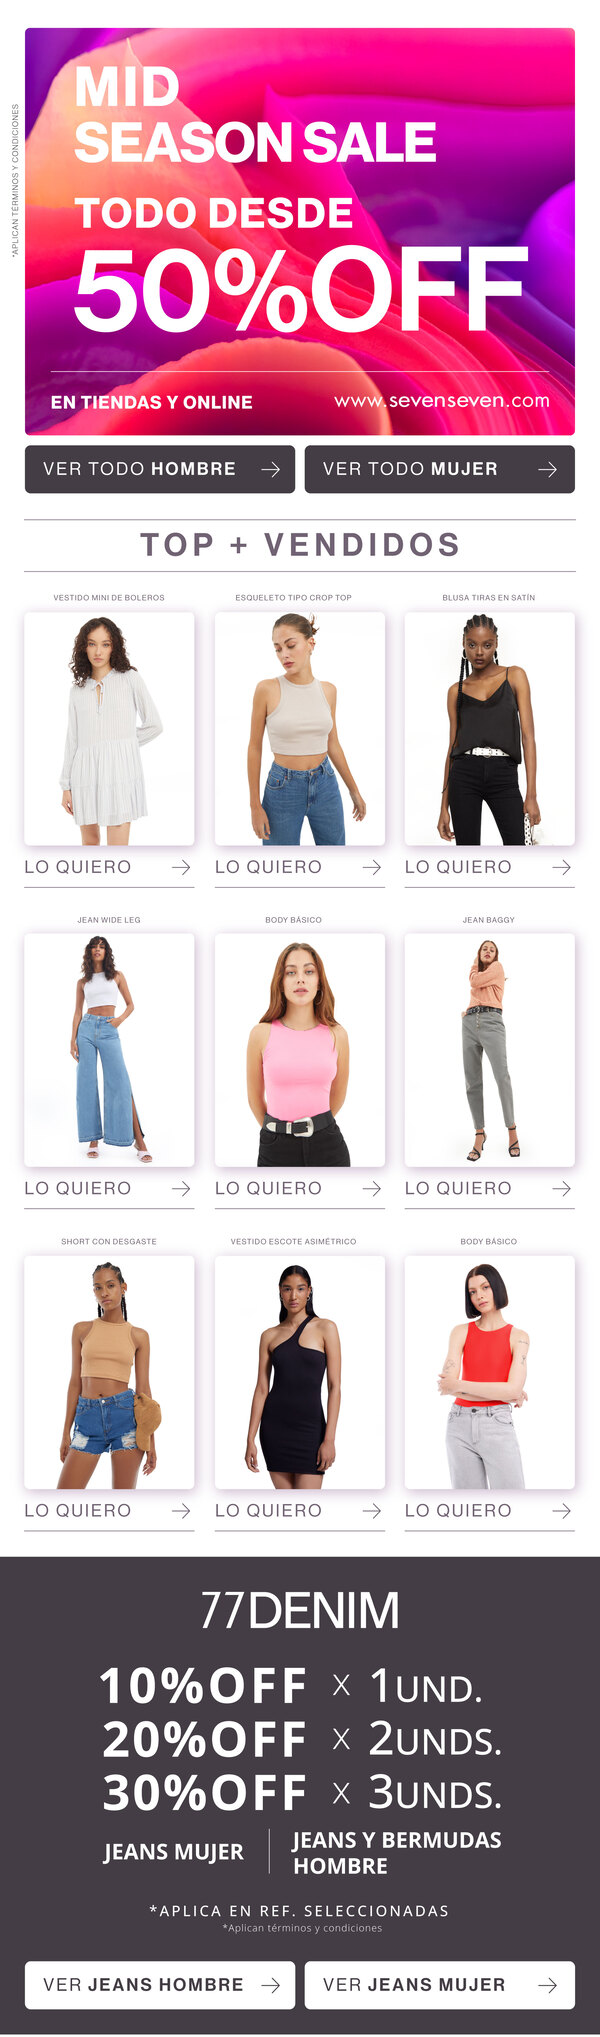 *APLICAN TÉRMINOS Y CONDICIONES
MID
SEASON SALE
TODO DESDE
50%OFF
EN TIENDAS Y ONLINE
www.sevenseven.com
VER TODO HOMBRE
VER TODO MUJER
TOP + VENDIDOS
VESTIDO MINI DE BOLEROS
ESQUELETO TIPO CROP TOP
BLUSA TIRAS EN SATÍN
LO QUIERO
LO QUIERO
LO QUIERO
JEAN WIDE LEG
BODY BÁSICO
JEAN BAGGY
LO QUIERO
LO QUIERO
LO QUIERO
SHORT CON DESGASTE
VESTIDO ESCOTE ASIMÉTRICO
BODY BÁSICO
LO QUIERO
LO QUIERO
LO QUIERO
77DENIM
10%OFF X 1UND.
20%OFF X 2UNDS.
30%OFF X 3UNDS.
JEANS MUJER
JEANS Y BERMUDAS
HOMBRE
*APLICA EN REF. SELECCIONADAS
*Aplican términos y condiciones
VER JEANS HOMBRE
VER JEANS MUJER